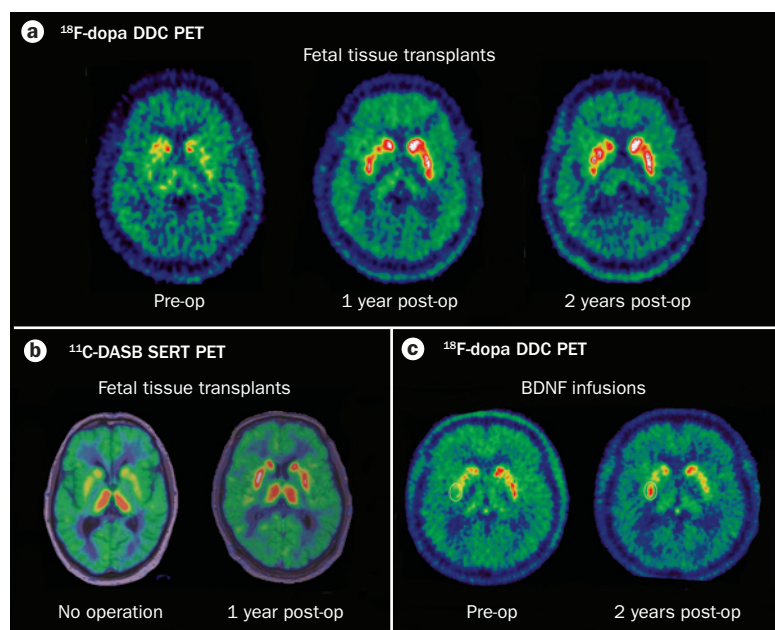 a ¹⁸F-dopa DDC PET
Fetal tissue transplants
Pre-op
1 year post-op
2 years post-op
b ¹¹C-DASB SERT PET
Fetal tissue transplants
No operation
1 year post-op
c ¹⁸F-dopa DDC PET
BDNF infusions
Pre-op
2 years post-op